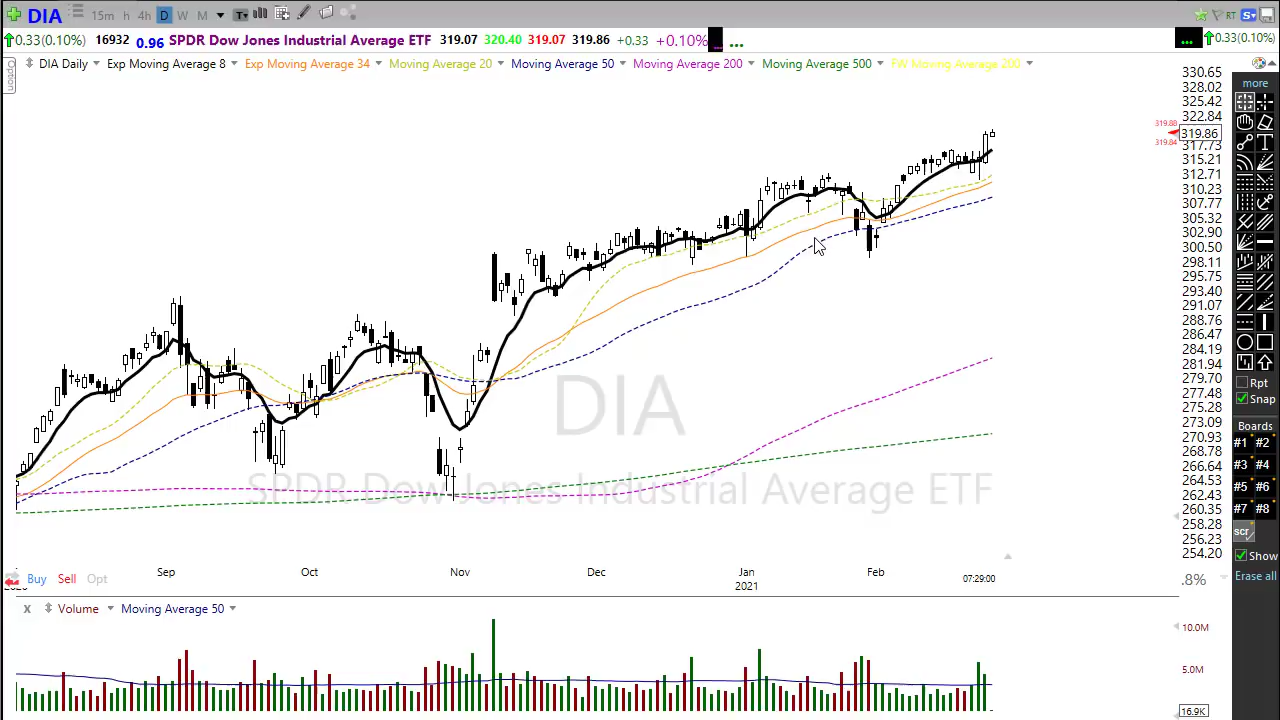 DIA 15m h 4h D W M T RT S
0.33(0.10%) 16932 0.96 SPDR Dow Jones Industrial Average ETF 319.07 320.40 319.07 319.86 +0.33 +0.10% ... ... 0.33(0.10%)
Option
DIA Daily Exp Moving Average 8 Exp Moving Average 34 Moving Average 20 Moving Average 50 Moving Average 200 Moving Average 500 FW Moving Average 200
330.65
328.02
325.42
322.84
319.88
319.86
319.84
317.73
315.21
312.71
310.23
307.77
305.32
302.90
300.50
298.11
295.75
293.40
291.07
288.76
286.47
284.19
281.94
279.70
277.48
275.28
273.09
270.93
268.78
266.64
264.53
262.43
260.35
258.28
256.23
254.20
more
T
Rpt
Snap
Boards
#1 #2
#3 #4
#5 #6
#7 #8
scr
Show
Erase all
DIA
SPDR Dow Jones Industrial Average ETF
Sep Oct Nov Dec Jan Feb
2021
07:29:00
Buy Sell Opt
.8%
x Volume Moving Average 50
10.0M
5.0M
16.9K